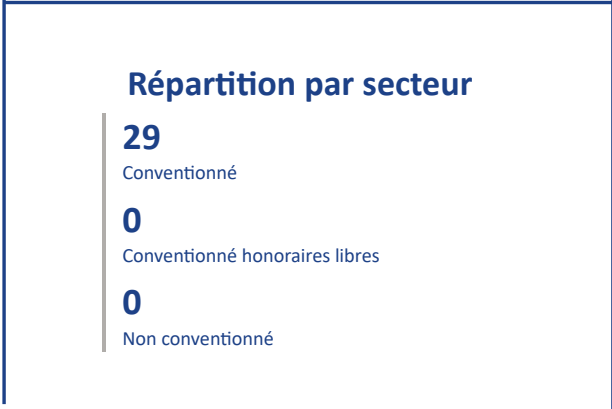 Répartition par secteur
29
Conventionné
0
Conventionné honoraires libres
0
Non conventionné